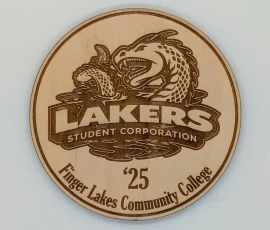 LAKERS
STUDENT CORPORATION
'25
Finger Lakes Community College